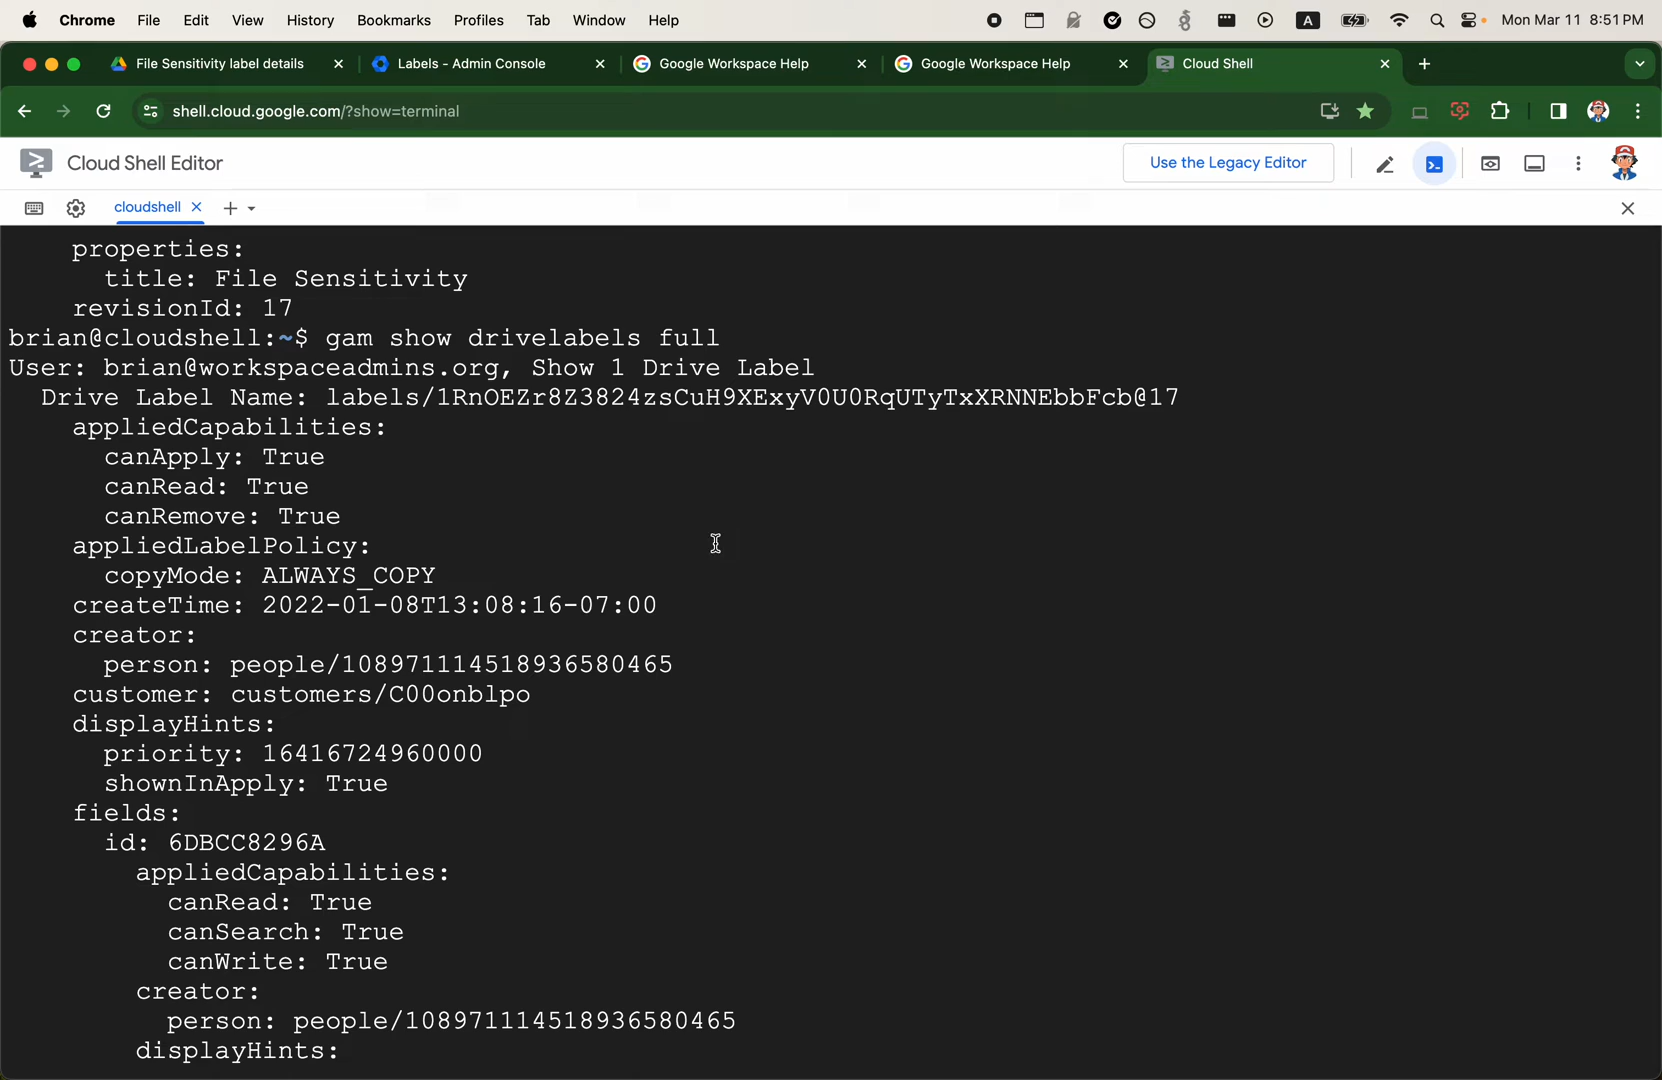 Chrome File Edit View History Bookmarks Profiles Tab Window Help A Mon Mar 11 8:51 PM
File Sensitivity label details Labels - Admin Console Google Workspace Help Google Workspace Help Cloud Shell
shell.cloud.google.com/?show=terminal
Cloud Shell Editor Use the Legacy Editor
cloudshell
properties:
title: File Sensitivity
revisionId: 17
brian@cloudshell:~$ gam show drivelabels full
User: brian@workspaceadmins.org, Show 1 Drive Label
Drive Label Name: labels/1RnOEZr8Z3824zsCuH9XExyV0U0RqUTyTxXRNNEbbFcb@17
appliedCapabilities:
canApply: True
canRead: True
canRemove: True
appliedLabelPolicy:
copyMode: ALWAYS_COPY
createTime: 2022-01-08T13:08:16-07:00
creator:
person: people/108971114518936580465
customer: customers/C00onblpo
displayHints:
priority: 16416724960000
shownInApply: True
fields:
id: 6DBCC8296A
appliedCapabilities:
canRead: True
canSearch: True
canWrite: True
creator:
person: people/108971114518936580465
displayHints: